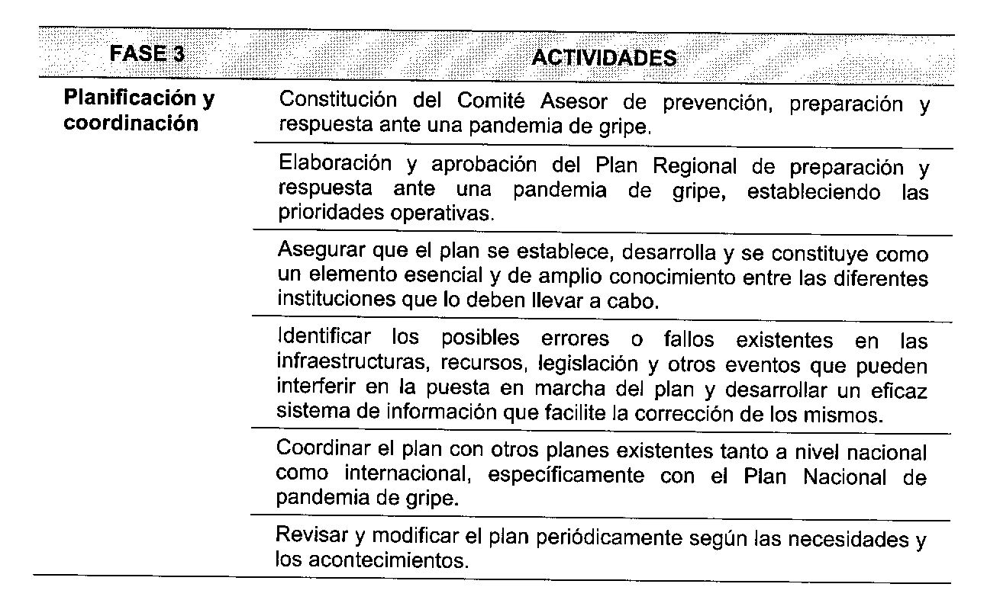 FASE 3
ACTIVIDADES
Planificación y
coordinación
Constitución del Comité Asesor de prevención, preparación y
respuesta ante una pandemia de gripe.
Elaboración y aprobación del Plan Regional de preparación y
respuesta ante una pandemia de gripe, estableciendo las
prioridades operativas.
Asegurar que el plan se establece, desarrolla y se constituye como
un elemento esencial y de amplio conocimiento entre las diferentes
instituciones que lo deben llevar a cabo.
Identificar los posibles errores o fallos existentes en las
infraestructuras, recursos, legislación y otros eventos que pueden
interferir en la puesta en marcha del plan y desarrollar un eficaz
sistema de información que facilite la corrección de los mismos.
Coordinar el plan con otros planes existentes tanto a nivel nacional
como internacional, específicamente con el Plan Nacional de
pandemia de gripe.
Revisar y modificar el plan periódicamente según las necesidades y
los acontecimientos.